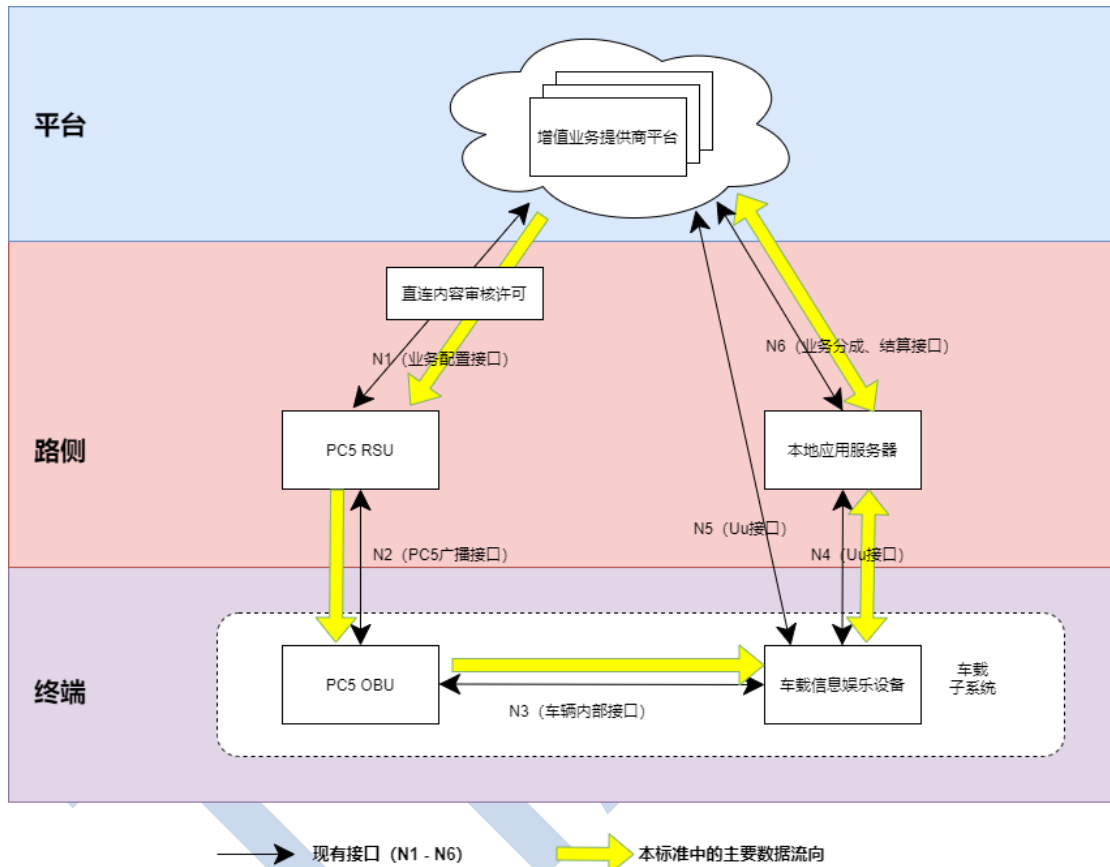 平台
增值业务提供商平台
直连内容审核许可
N1（业务配置接口）
N6（业务分成、结算接口）
路侧
PC5 RSU
本地应用服务器
N5（Uu接口）
N2（PC5广播接口）
N4（Uu接口）
终端
PC5 OBU
车载信息娱乐设备
车载
子系统
N3（车辆内部接口）
现有接口（N1 - N6）
本标准中的主要数据流向